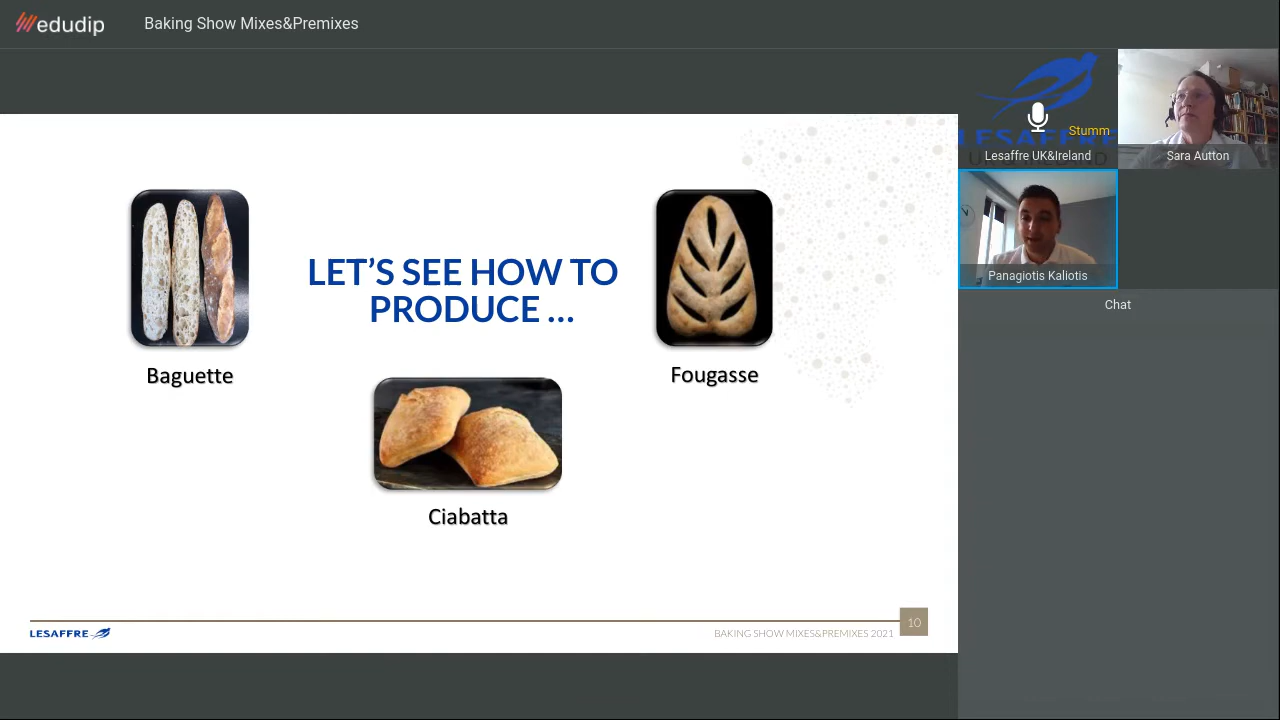 edudip
Baking Show Mixes&Premixes
Stumm
LESAFFRE
Lesaffre UK&Ireland
Sara Autton
Panagiotis Kaliotis
Chat
LET'S SEE HOW TO
PRODUCE ...
Baguette
Fougasse
Ciabatta
LESAFFRE
BAKING SHOW MIXES&PREMIXES 2021
10